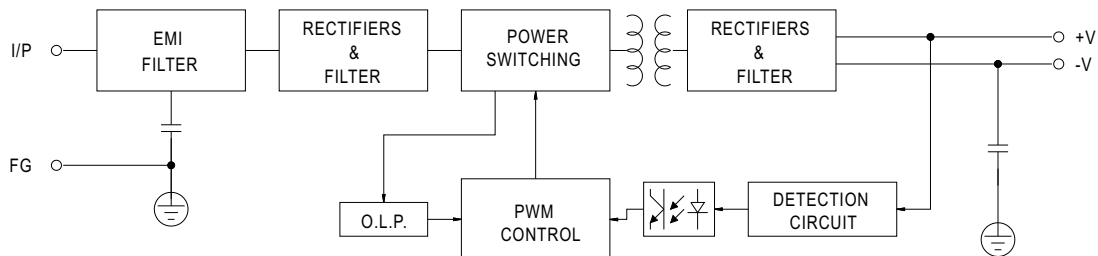 I/P
EMI
FILTER
RECTIFIERS
&
FILTER
POWER
SWITCHING
RECTIFIERS
&
FILTER
+V
-V
FG
O.L.P.
PWM
CONTROL
DETECTION
CIRCUIT